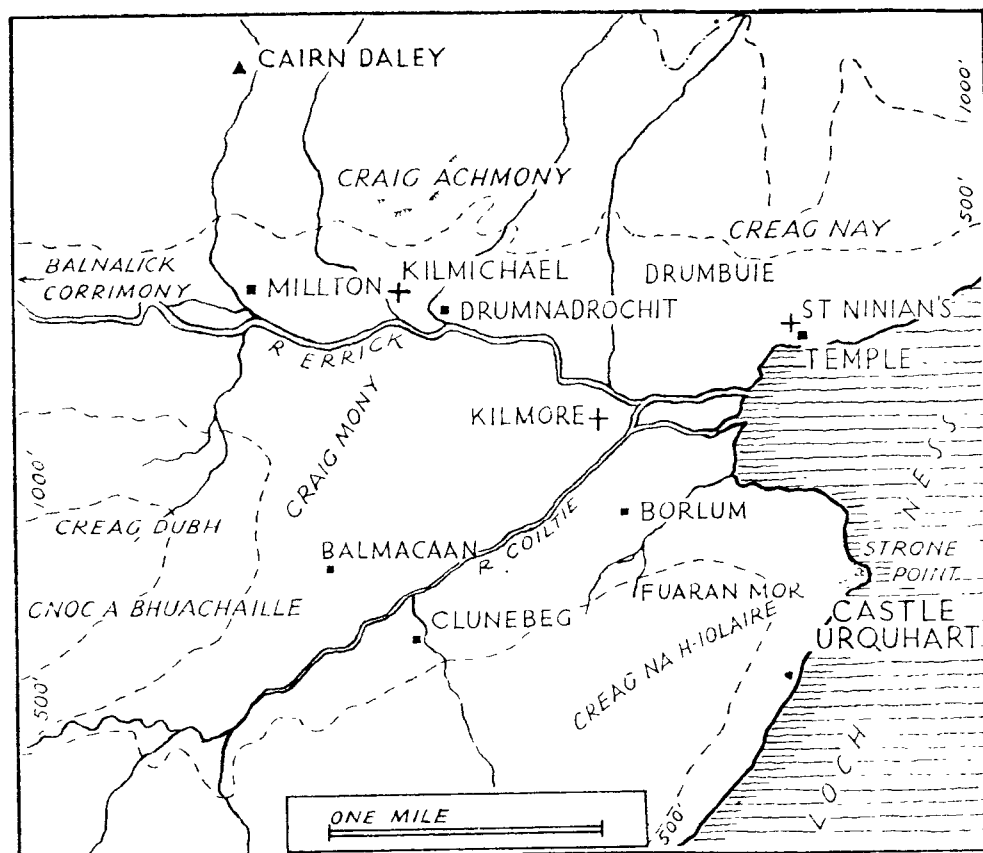 CAIRN DALEY
1000'
CRAIG ACHMONY
500'
CREAG NAY
BALNALICK
CORRIMONY
MILLTON
KILMICHAEL
DRUMNADROCHIT
DRUMBUIE
ST NINIAN'S
TEMPLE
R ERRICK
KILMORE
CRAIG MONY
1000'
CREAG DUBH
BALMACAAN
R. COILTIE
BORLUM
STRONE
POINT
CNOC A BHUACHAILLE
CLUNEBEG
FUARAN MOR
CASTLE
URQUHART
CREAG NA H-IOLAIRE
500'
500'
LOCH NESS
ONE MILE